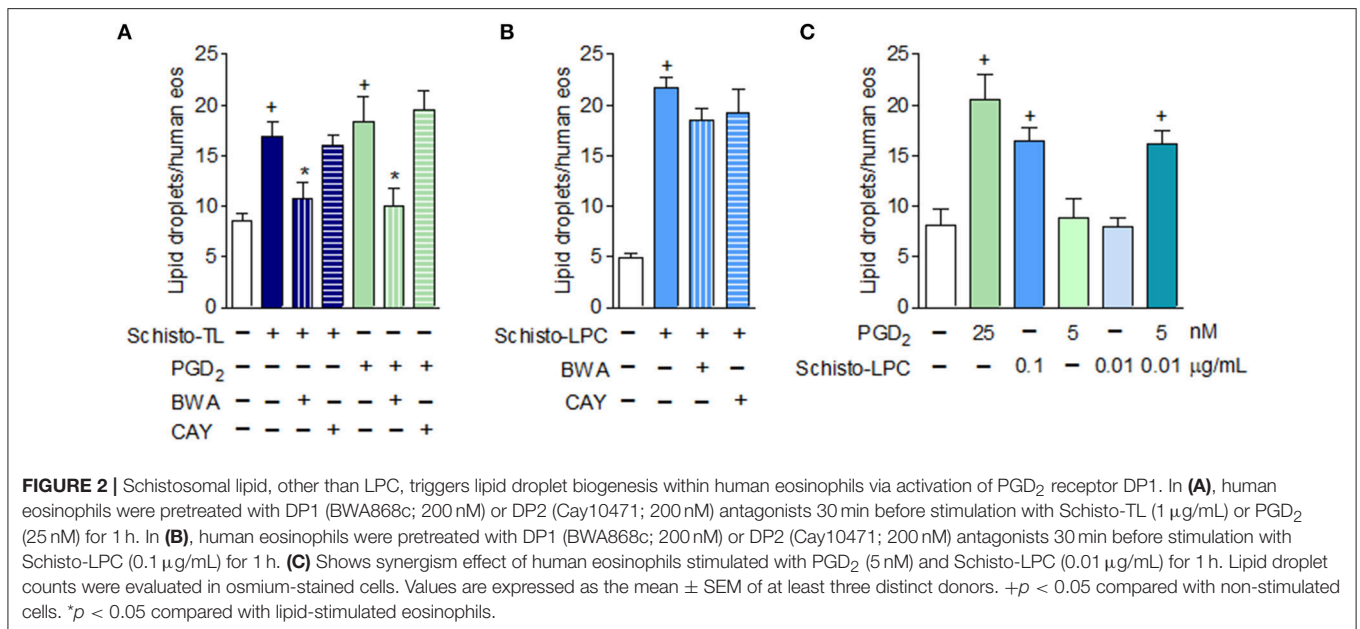 A
Lipid droplets/human eos
25
20
15
10
5
0
+
*
+
*
Schisto-TL − + + + − − −
PGD2 − − − − + + +
BWA − − + − − + −
CAY − − − + − − +
B
Lipid droplets/human eos
25
20
15
10
5
0
+
Schisto-LPC − + + +
BWA − − + −
CAY − − − +
C
Lipid droplets/human eos
25
20
15
10
5
0
+
+
+
PGD2 − 25 − 5 − 5 nM
Schisto-LPC − − 0.1 − 0.01 0.01 µg/mL
FIGURE 2 | Schistosomal lipid, other than LPC, triggers lipid droplet biogenesis within human eosinophils via activation of PGD2 receptor DP1. In (A), human
eosinophils were pretreated with DP1 (BWA868c; 200 nM) or DP2 (Cay10471; 200 nM) antagonists 30 min before stimulation with Schisto-TL (1 µg/mL) or PGD2
(25 nM) for 1 h. In (B), human eosinophils were pretreated with DP1 (BWA868c; 200 nM) or DP2 (Cay10471; 200 nM) antagonists 30 min before stimulation with
Schisto-LPC (0.1 µg/mL) for 1 h. (C) Shows synergism effect of human eosinophils stimulated with PGD2 (5 nM) and Schisto-LPC (0.01 µg/mL) for 1 h. Lipid droplet
counts were evaluated in osmium-stained cells. Values are expressed as the mean ± SEM of at least three distinct donors. +p < 0.05 compared with non-stimulated
cells. *p < 0.05 compared with lipid-stimulated eosinophils.